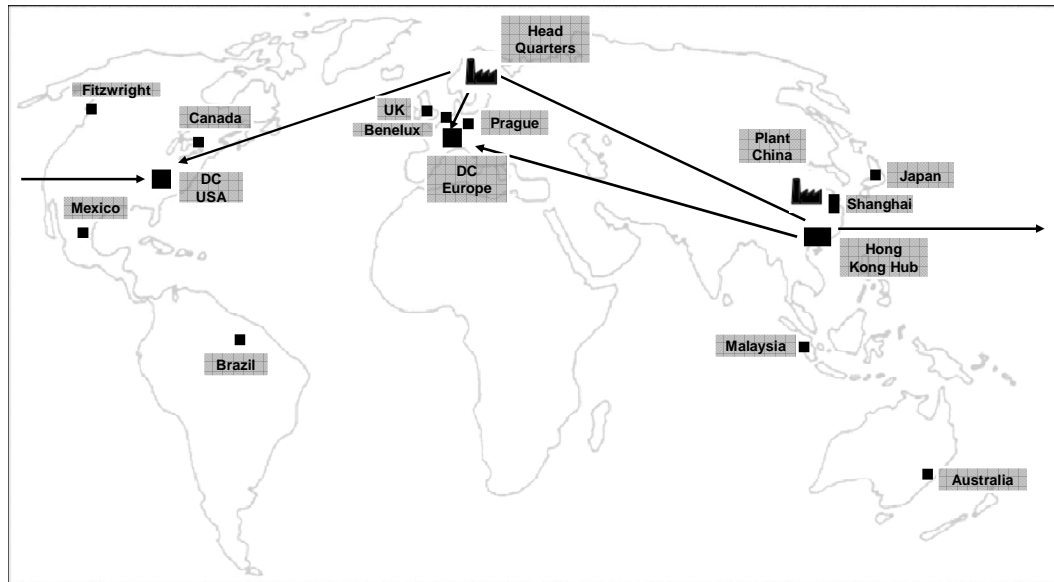 Head
Quarters
Fitzwright
Canada
UK
Benelux
Prague
Plant
China
DC
USA
DC
Europe
Japan
Shanghai
Mexico
Hong
Kong Hub
Brazil
Malaysia
Australia